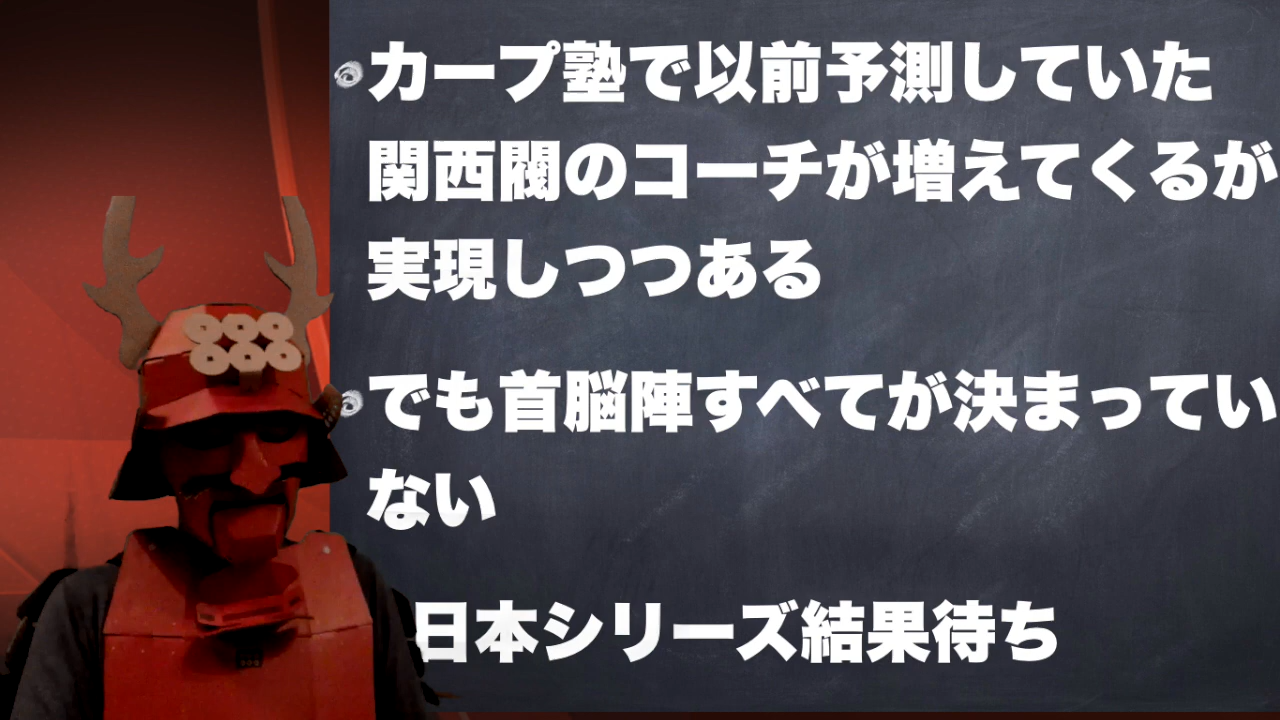 カープ塾で以前予測していた
関西閥のコーチが増えてくるが
実現しつつある
でも首脳陣すべてが決まってい
ない
日本シリーズ結果待ち